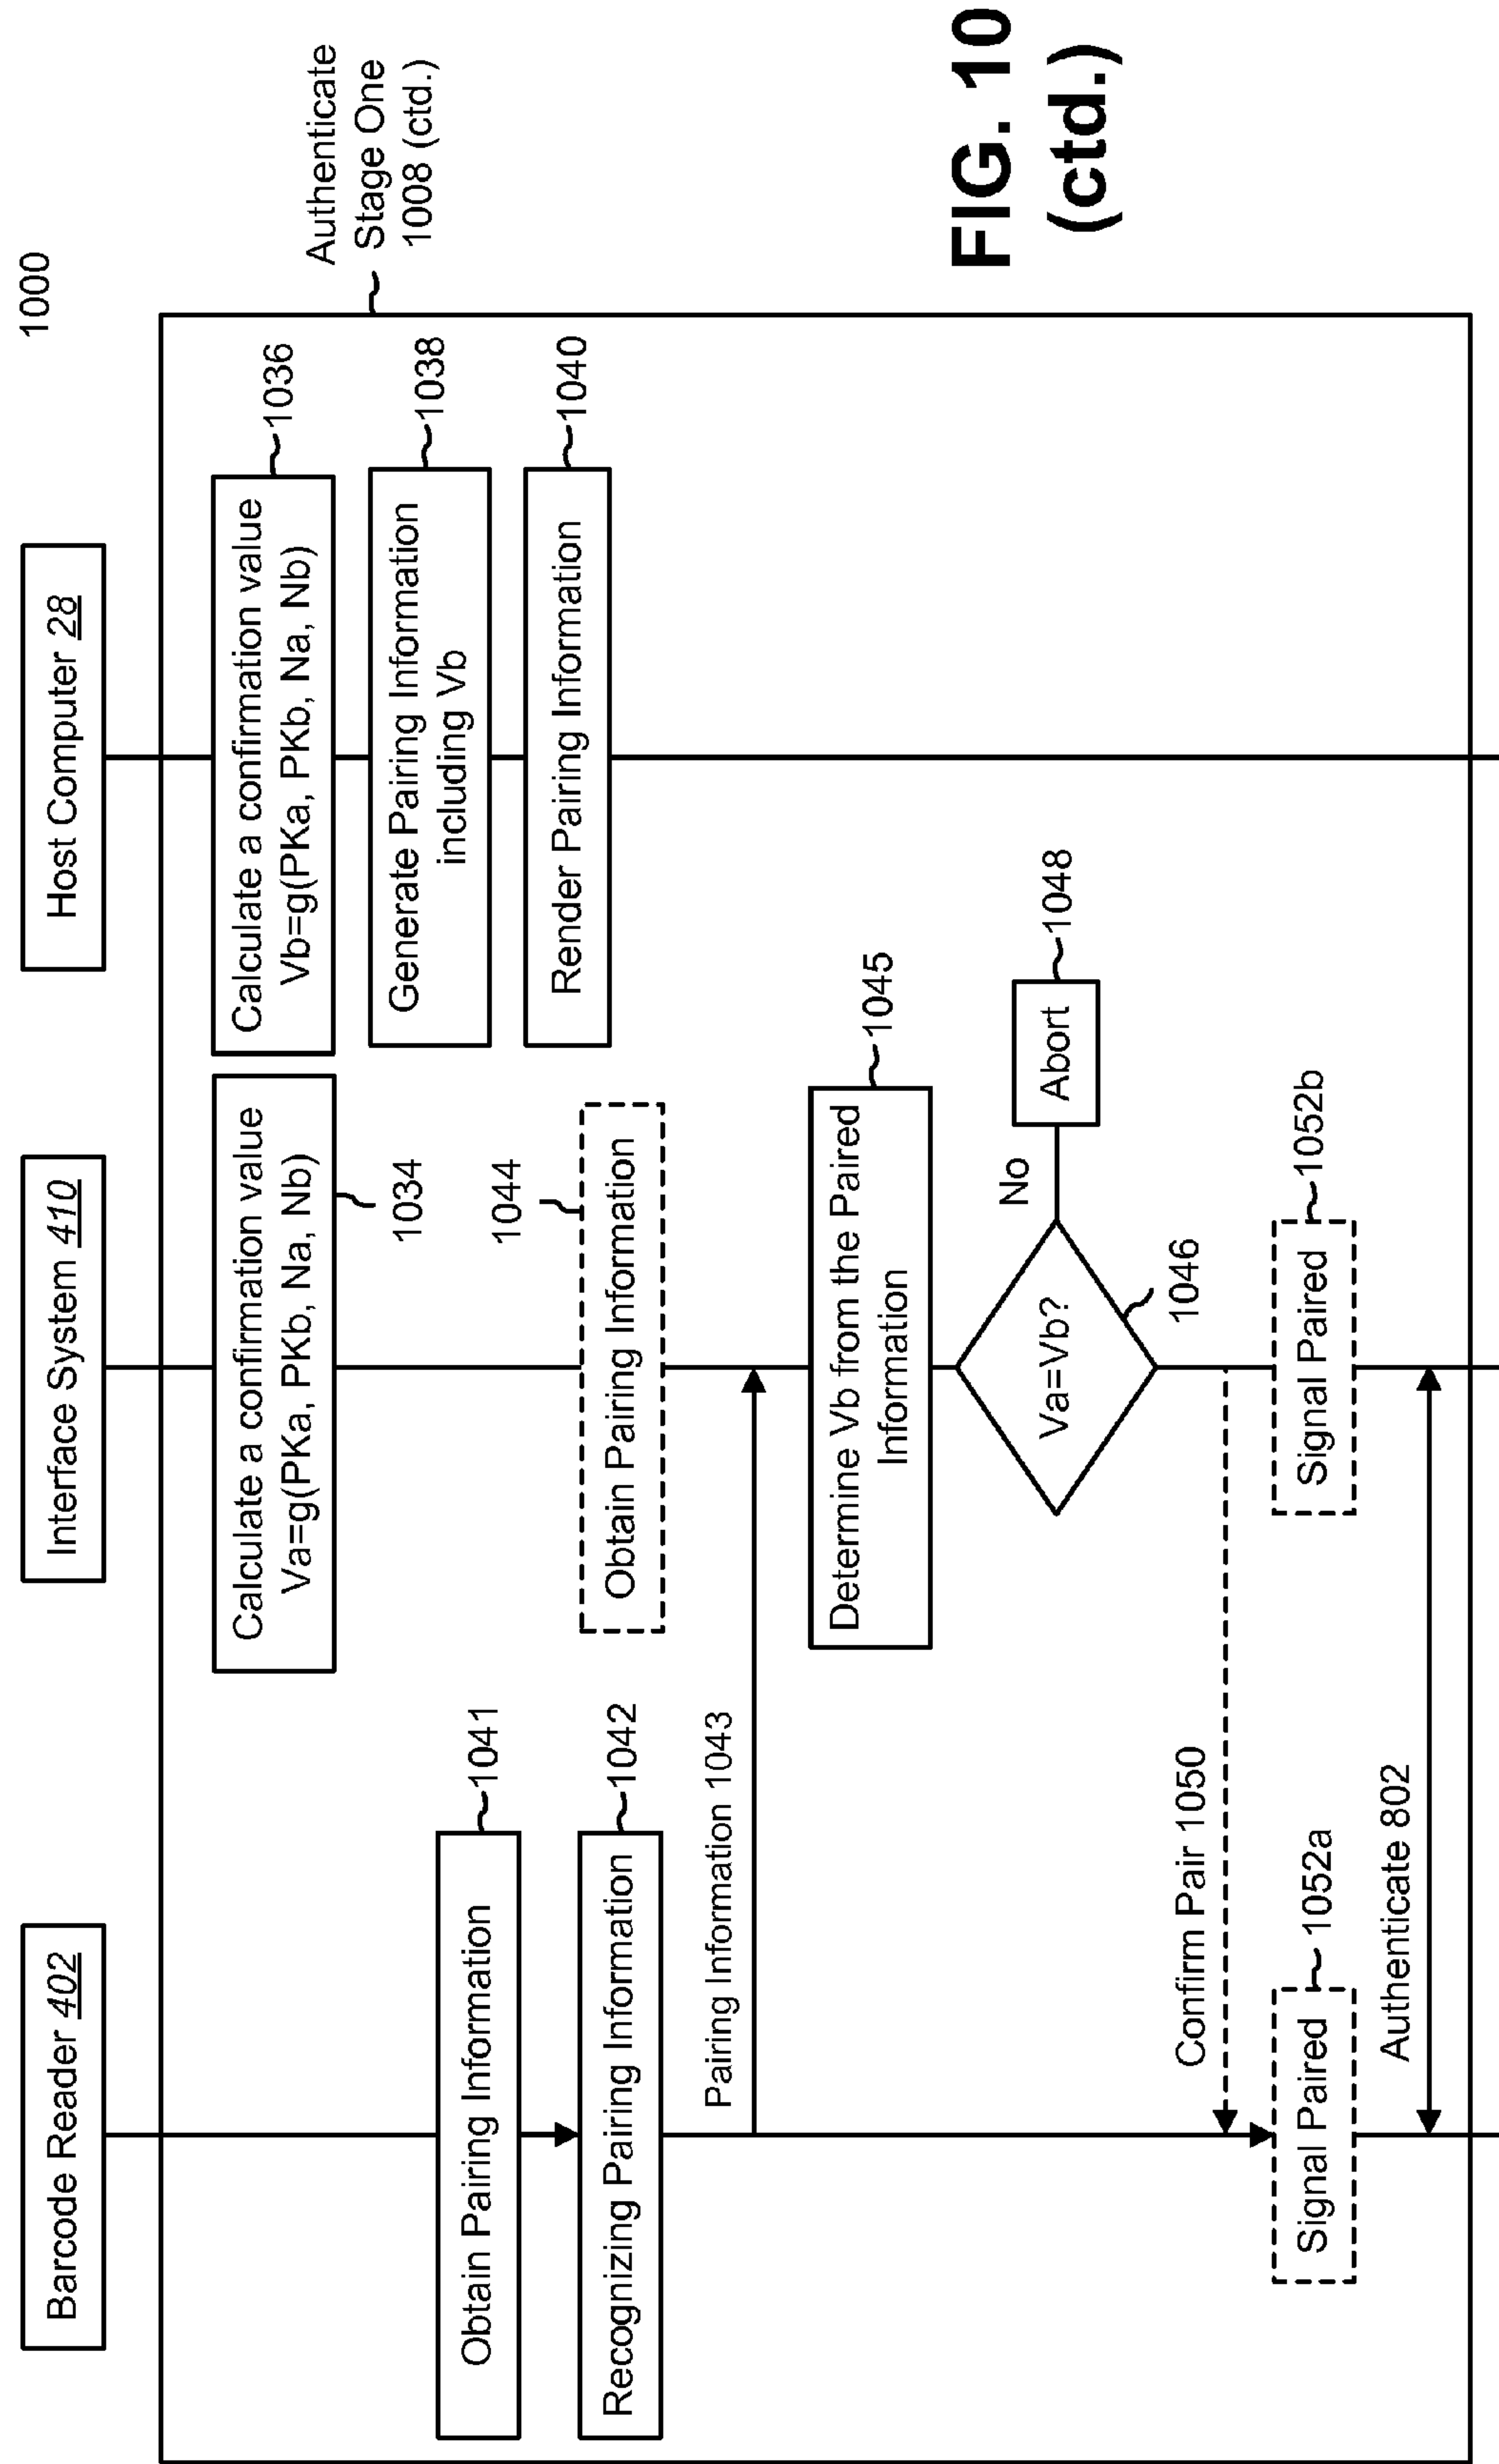 1000
Barcode Reader 402
Interface System 410
Host Computer 28
Authenticate
Stage One
1008 (ctd.)
Calculate a confirmation value
Va=g(PKa, PKb, Na, Nb)
1034
Calculate a confirmation value
Vb=g(PKa, PKb, Na, Nb)
1036
Generate Pairing Information
including Vb
1038
Render Pairing Information
1040
Obtain Pairing Information
1041
Recognizing Pairing Information
1042
1044
Obtain Pairing Information
Pairing Information 1043
Determine Vb from the Paired
Information
1045
Va=Vb?
1046
No
Abort
1048
Confirm Pair 1050
Signal Paired
1052a
Signal Paired
1052b
Authenticate 802
FIG. 10
(ctd.)